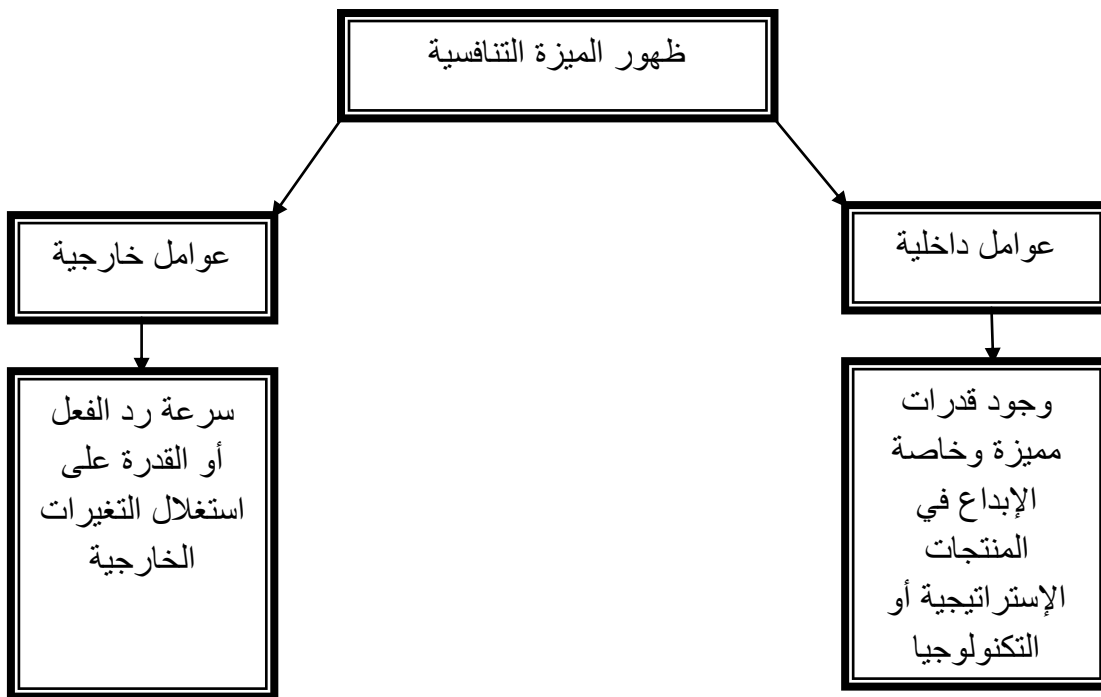 ظهور الميزة التنافسية
عوامل داخلية
عوامل خارجية
وجود قدرات
مميزة وخاصة
الإبداع في
المنتجات
الإستراتيجية أو
التكنولوجيا
سرعة رد الفعل
أو القدرة على
استغلال التغيرات
الخارجية